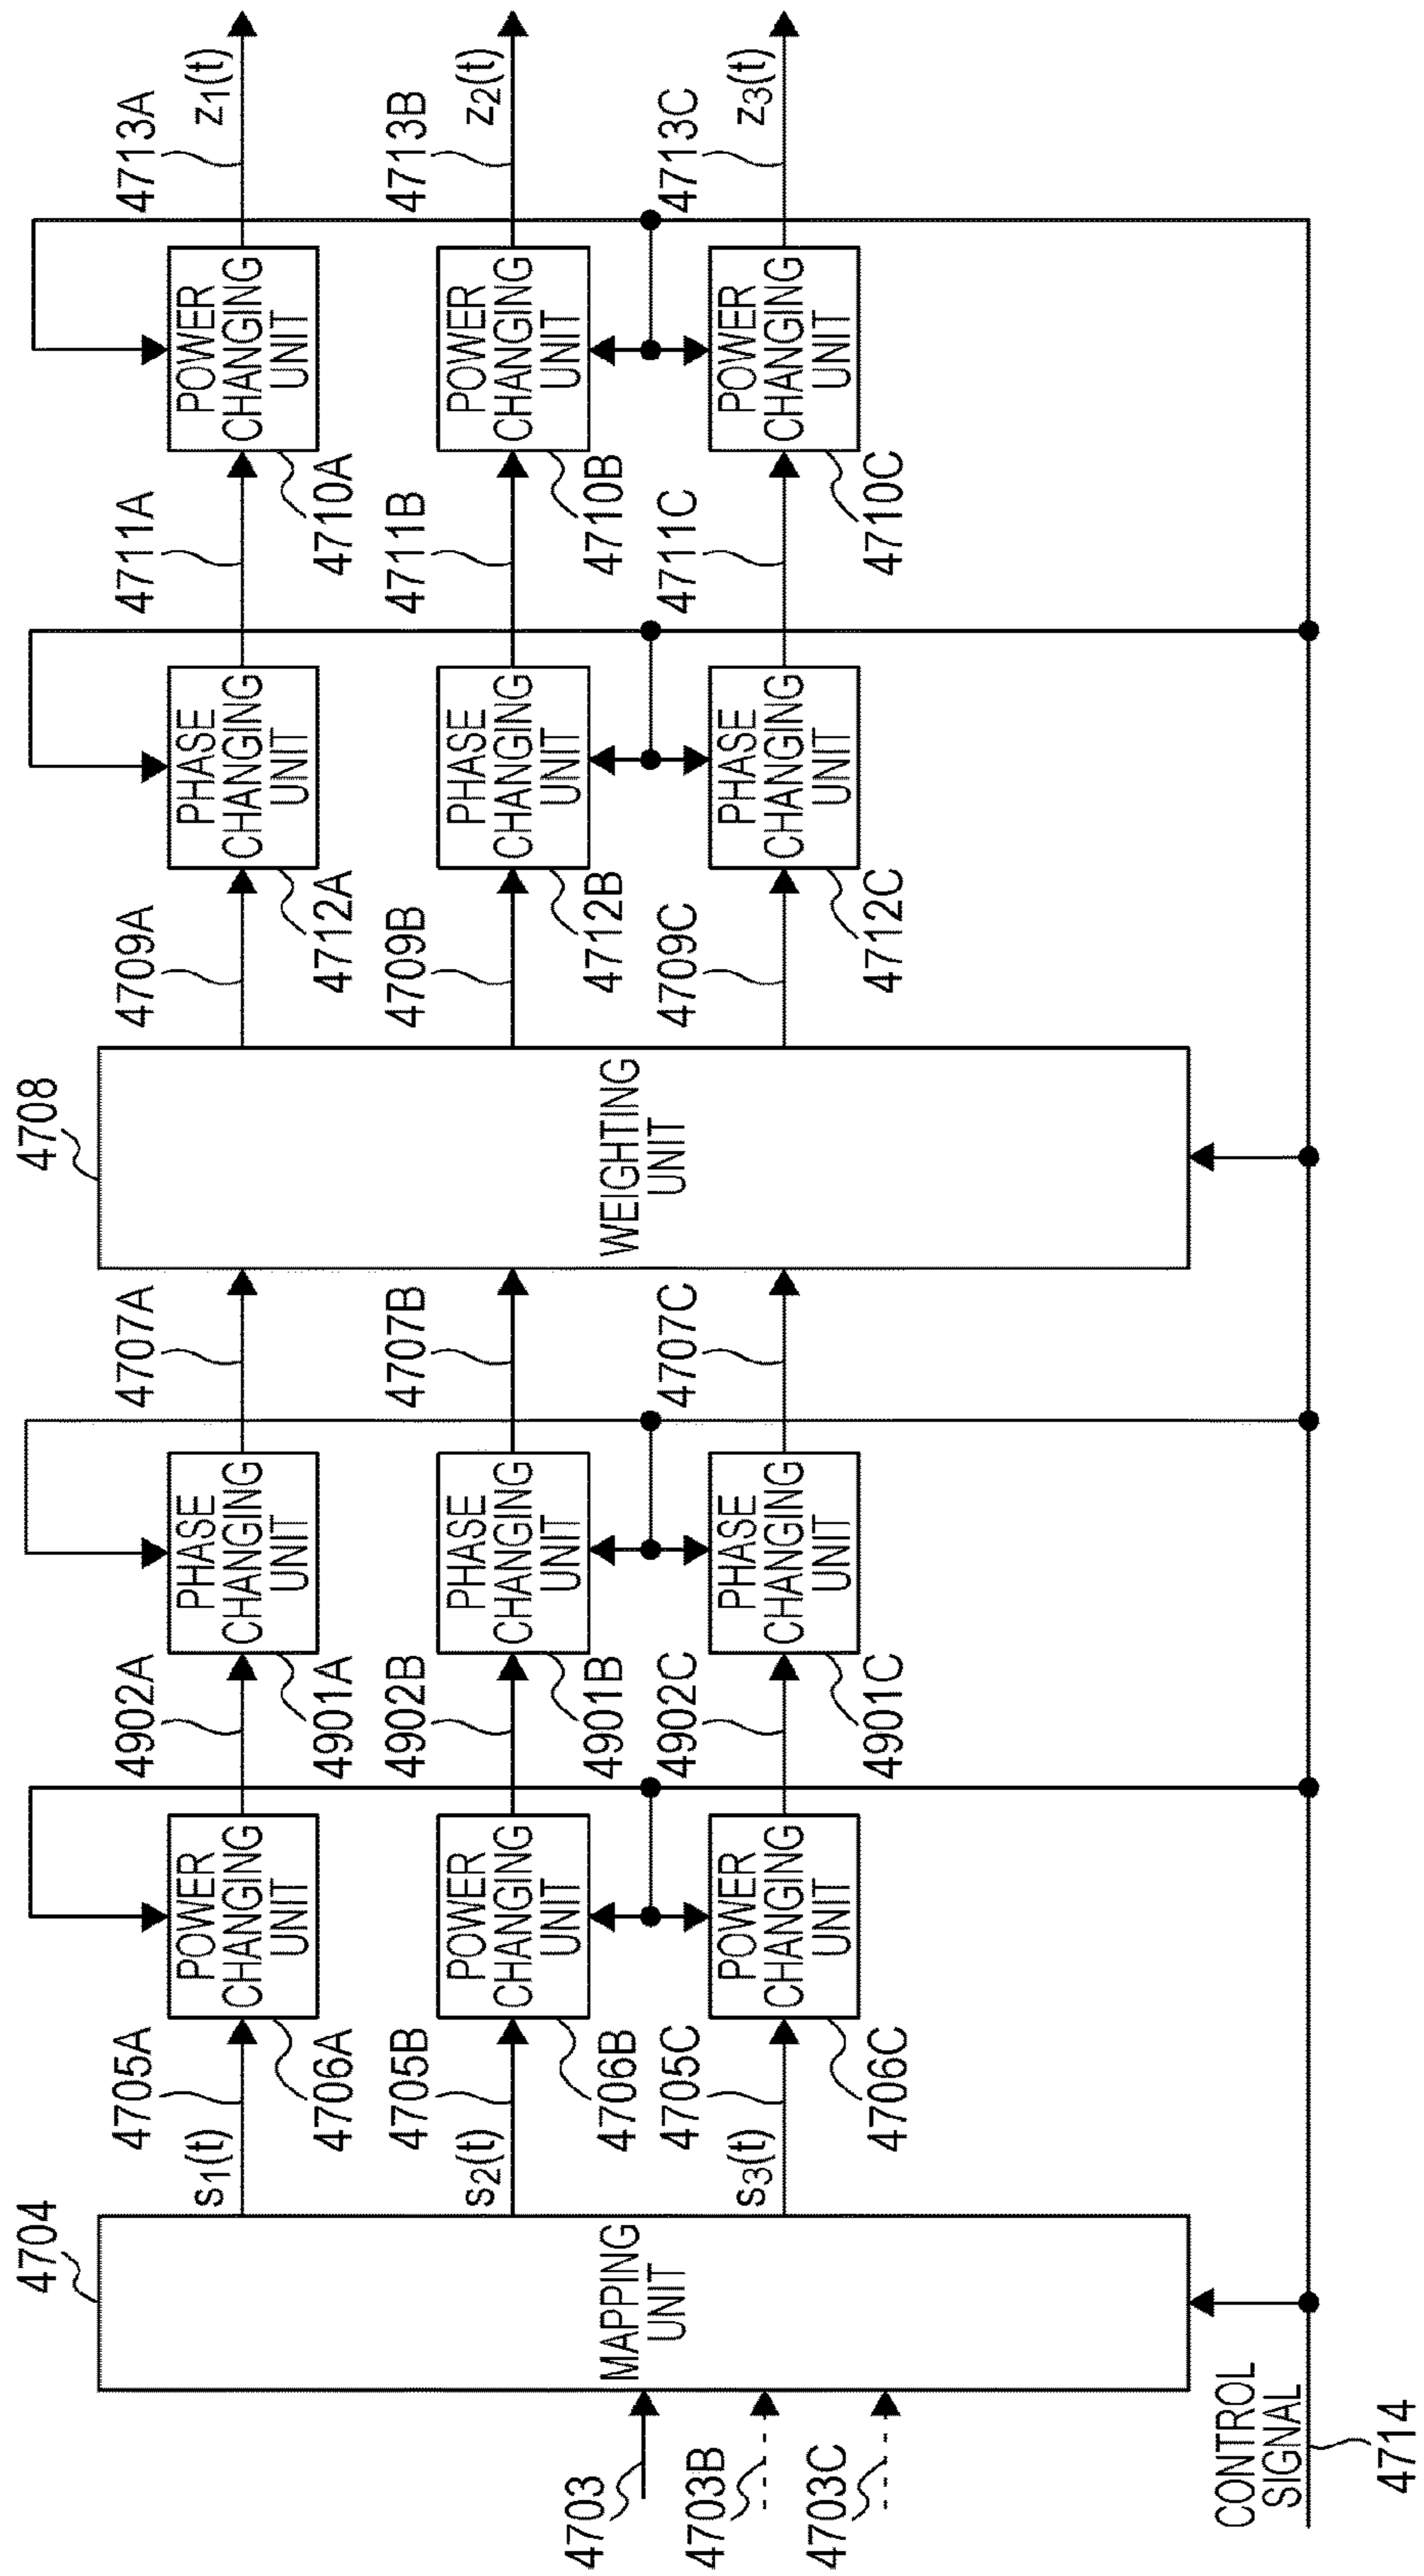 4704
4708
4705A
4902A
4707A
4709A
4711A
4713A
s1(t)
POWER
CHANGING
UNIT
PHASE
CHANGING
UNIT
PHASE
CHANGING
UNIT
POWER
CHANGING
UNIT
z1(t)
4706A
4901A
4712A
4710A
4705B
4902B
4707B
4709B
4711B
4713B
s2(t)
POWER
CHANGING
UNIT
PHASE
CHANGING
UNIT
PHASE
CHANGING
UNIT
POWER
CHANGING
UNIT
z2(t)
4706B
4901B
4712B
4710B
MAPPING
UNIT
WEIGHTING
UNIT
4703
4703B
4703C
4705C
4902C
4707C
4709C
4711C
4713C
s3(t)
POWER
CHANGING
UNIT
PHASE
CHANGING
UNIT
PHASE
CHANGING
UNIT
POWER
CHANGING
UNIT
z3(t)
4706C
4901C
4712C
4710C
CONTROL
SIGNAL
4714